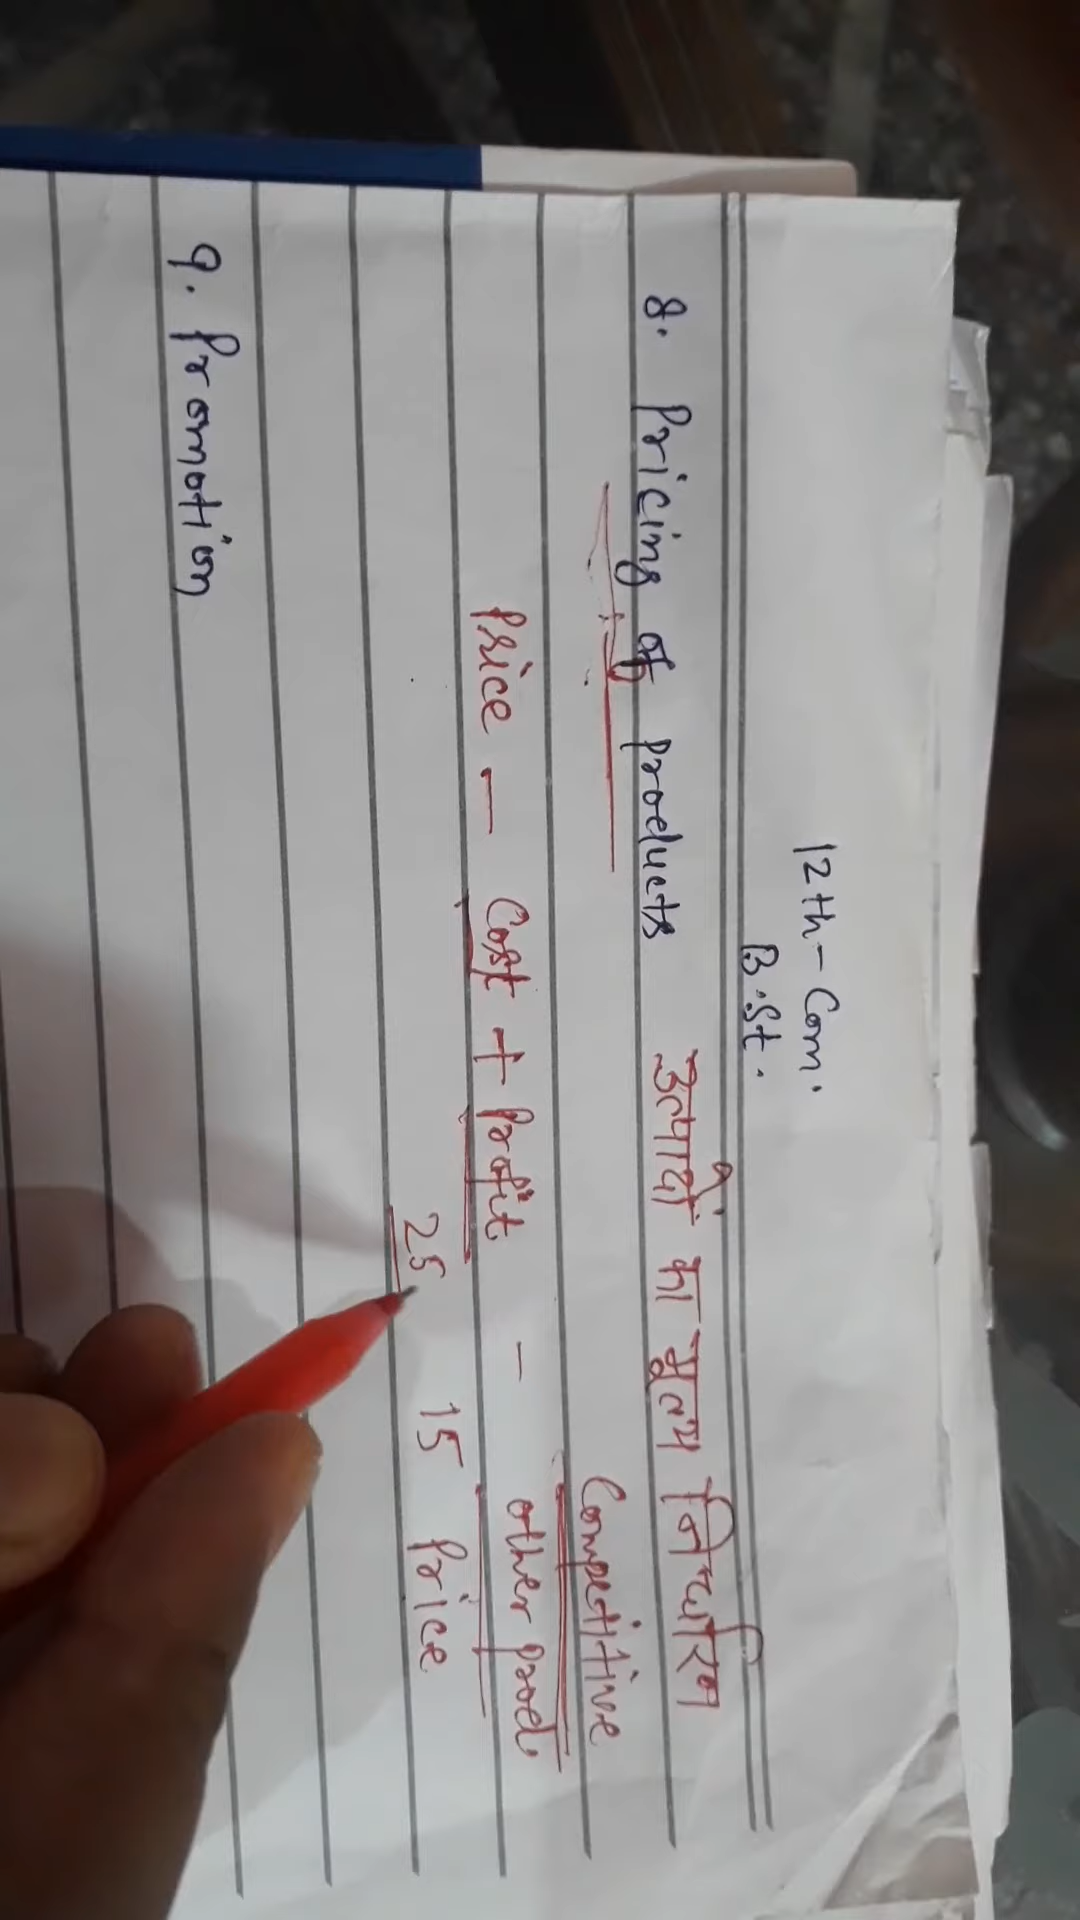 12th - Com.
B.St.
8. Pricing of products उत्पादों का मुल्य निर्धारण
Competitive
Price - Cost + Profit - other prod.
25 15 Price
9. Promotion